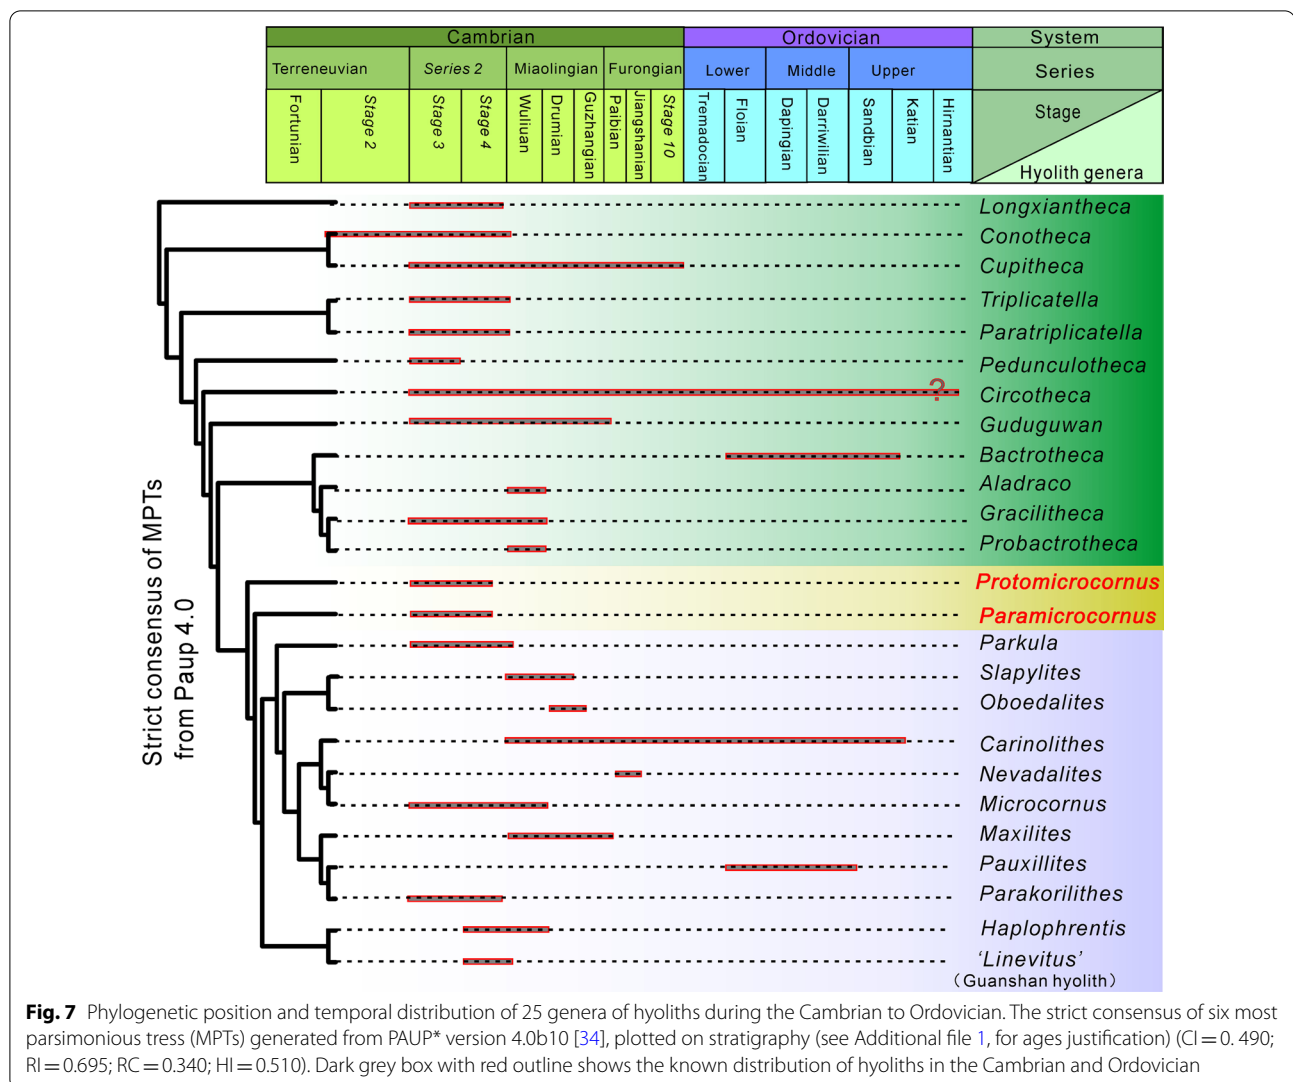 Cambrian Ordovician System
Terreneuvian Series 2 Miaolingian Furongian Lower Middle Upper Series
Fortunian Stage 2 Stage 3 Stage 4 Wuliuan Drumian Guzhangian Paibian Jiangshanian Stage 10 Tremadocian Floian Dapingian Darriwilian Sandbian Katian Hirnantian Stage
Hyolith genera
Longxiantheca
Conotheca
Cupitheca
Triplicatella
Paratriplicatella
Pedunculotheca
?
Circotheca
Guduguwan
Bactrotheca
Aladraco
Gracilitheca
Probactrotheca
Protomicrocornus
Paramicrocornus
Parkula
Slapylites
Oboedalites
Carinolithes
Nevadalites
Microcornus
Maxilites
Pauxillites
Parakorilithes
Haplophrentis
'Linevitus'
(Guanshan hyolith)
Strict consensus of MPTs
from Paup 4.0
Fig. 7 Phylogenetic position and temporal distribution of 25 genera of hyoliths during the Cambrian to Ordovician. The strict consensus of six most
parsimonious tress (MPTs) generated from PAUP* version 4.0b10 [34], plotted on stratigraphy (see Additional file 1, for ages justification) (CI = 0. 490;
RI = 0.695; RC = 0.340; HI = 0.510). Dark grey box with red outline shows the known distribution of hyoliths in the Cambrian and Ordovician